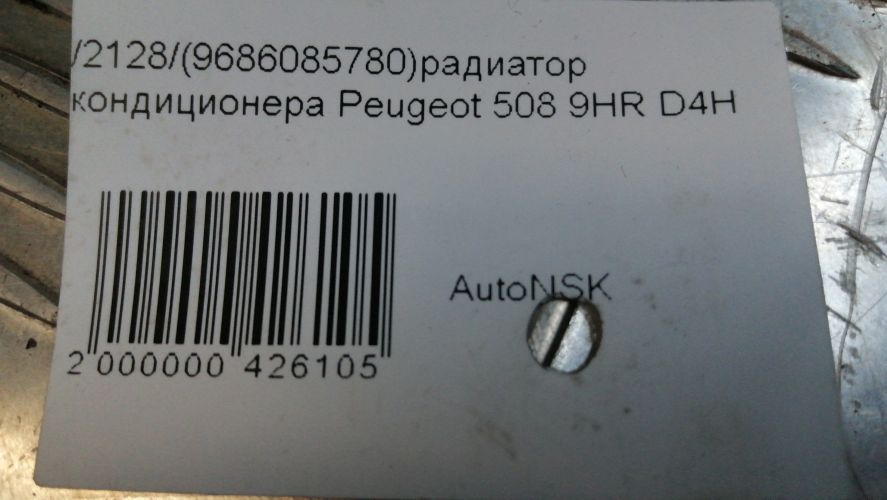 /2128/(9686085780)радиатор
кондиционера Peugeot 508 9HR D4H
AutoNSK
2 000000 426105